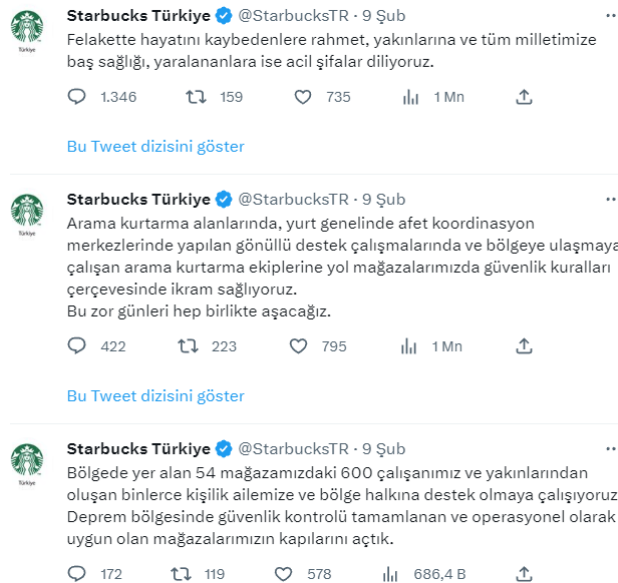 Starbucks Türkiye @StarbucksTR · 9 Şub
Felakette hayatını kaybedenlere rahmet, yakınlarına ve tüm milletimize
baş sağlığı, yaralananlara ise acil şifalar diliyoruz.
1.346 159 735 1 Mn
Bu Tweet dizisini göster
Türkiye
Starbucks Türkiye @StarbucksTR · 9 Şub
Arama kurtarma alanlarında, yurt genelinde afet koordinasyon
merkezlerinde yapılan gönüllü destek çalışmalarında ve bölgeye ulaşmaya
çalışan arama kurtarma ekiplerine yol mağazalarımızda güvenlik kuralları
çerçevesinde ikram sağlıyoruz.
Bu zor günleri hep birlikte aşacağız.
422 223 795 1 Mn
Bu Tweet dizisini göster
Türkiye
Starbucks Türkiye @StarbucksTR · 9 Şub
Bölgede yer alan 54 mağazamızdaki 600 çalışanımız ve yakınlarından
oluşan binlerce kişilik ailemize ve bölge halkına destek olmaya çalışıyoruz
Deprem bölgesinde güvenlik kontrolü tamamlanan ve operasyonel olarak
uygun olan mağazalarımızın kapılarını açtık.
172 119 578 686,4 B
Türkiye